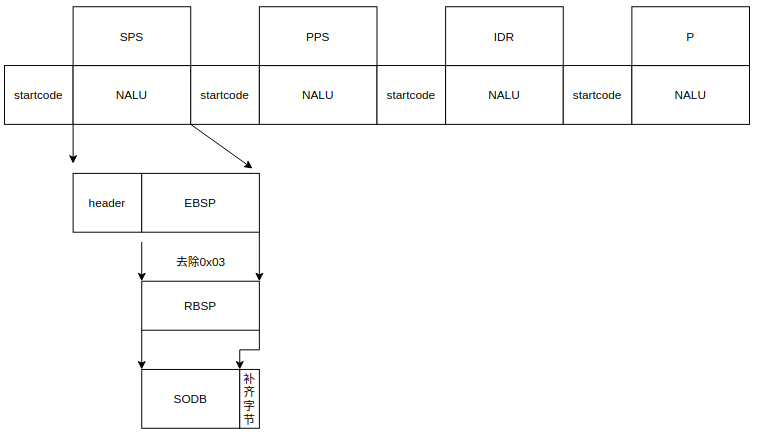 SPS
PPS
IDR
P
startcode
NALU
startcode
NALU
startcode
NALU
startcode
NALU
header
EBSP
去除0x03
RBSP
SODB
补
齐
字
节